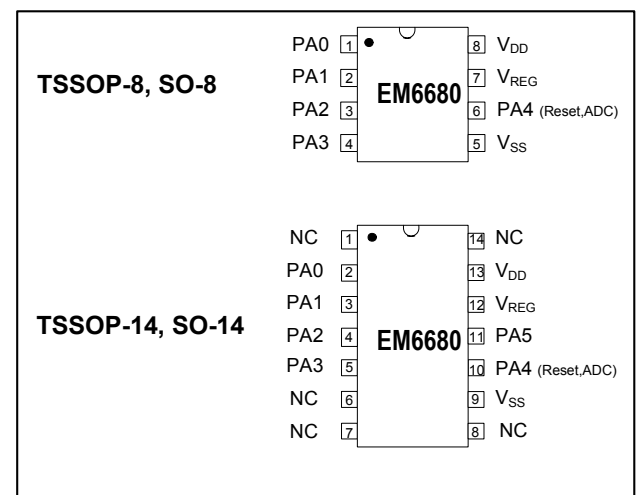 PA0 1 8 VDD
PA1 2 7 VREG
TSSOP-8, SO-8 EM6680
PA2 3 6 PA4 (Reset,ADC)
PA3 4 5 VSS
NC 1 14 NC
PA0 2 13 VDD
PA1 3 12 VREG
TSSOP-14, SO-14 EM6680
PA2 4 11 PA5
PA3 5 10 PA4 (Reset,ADC)
NC 6 9 VSS
NC 7 8 NC